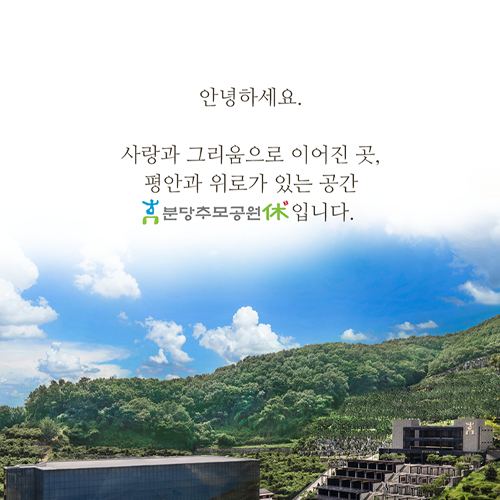 안녕하세요.
사랑과 그리움으로 이어진 곳,
평안과 위로가 있는 공간
분당추모공원休입니다.